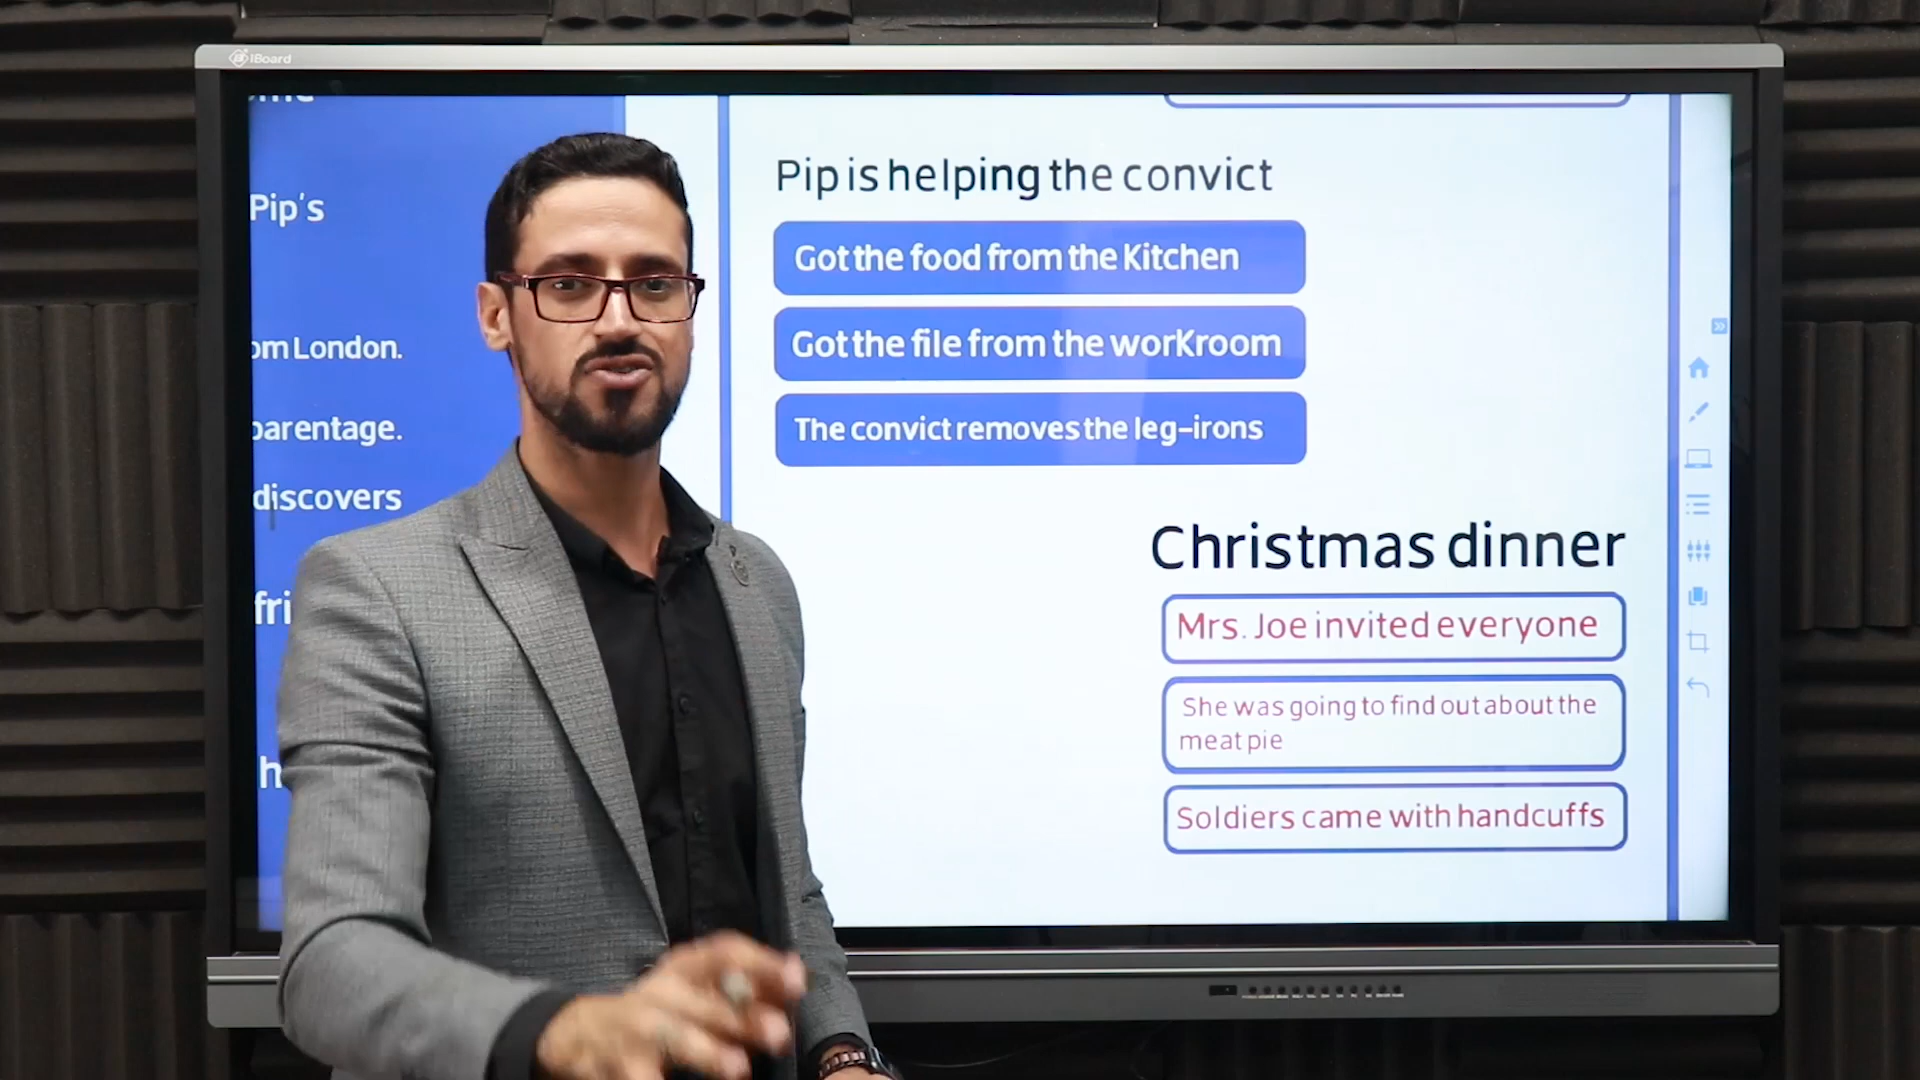 iBoard
Pip's
London.
parentage.
discovers
Pip is helping the convict
Got the food from the Kitchen
Got the file from the worKroom
The convict removes the leg-irons
Christmas dinner
Mrs. Joe invited everyone
She was going to find out about the
meat pie
Soldiers came with handcuffs